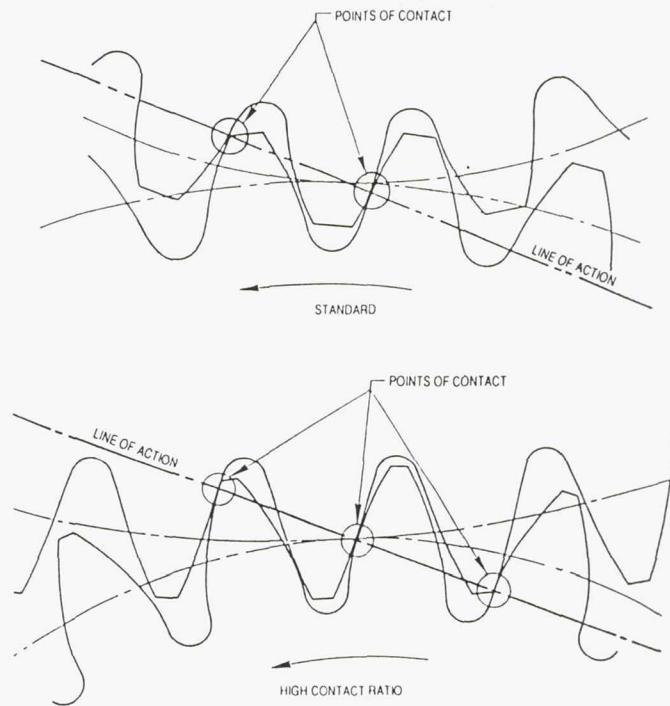 POINTS OF CONTACT
LINE OF ACTION
STANDARD
POINTS OF CONTACT
LINE OF ACTION
HIGH CONTACT RATIO